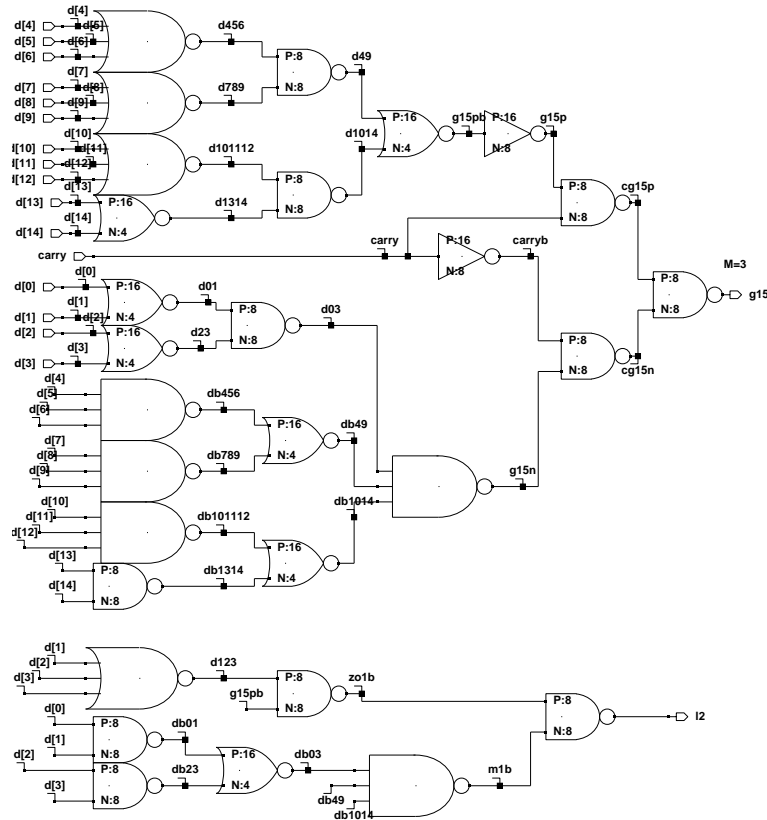 d[4]
d[4] d[5] d456
d[5] d[6]
d[6] P:8 d49
d[7] N:8
d[7] d[8] d789
d[8] d[9] P:16 g15pb P:16 g15p
d[9] N:4 N:8
d[10]
d[10] d[11] d101112 d1014
d[11] d[12]
d[12] P:8 P:8 cg15p
d[13] N:8 N:8
d[13] P:16 d1314
d[14]
d[14] N:4 carry P:16 carryb
carry N:8 M=3
d[0] P:8
d[0] P:16 d01 N:8 g15
d[1] P:8 d03
d[1] N:4
d[2] d[2] P:16 d23 N:8 P:8
d[3] N:8
d[3] N:4 cg15n
d[4]
d[5] db456
d[6] P:16 db49
d[7] N:4
d[8] db789
d[9] g15n
d[10] db1014
d[11] db101112
d[12] P:16
d[13] N:4
P:8 db1314
d[14] N:8
d[1]
d[2] d123 zo1b
d[3] P:8
g15pb N:8 P:8
d[0] l2
P:8 db01 N:8
d[1] N:8 P:16 db03
d[2] P:8 db23 N:4 m1b
d[3] N:8 db49
db1014